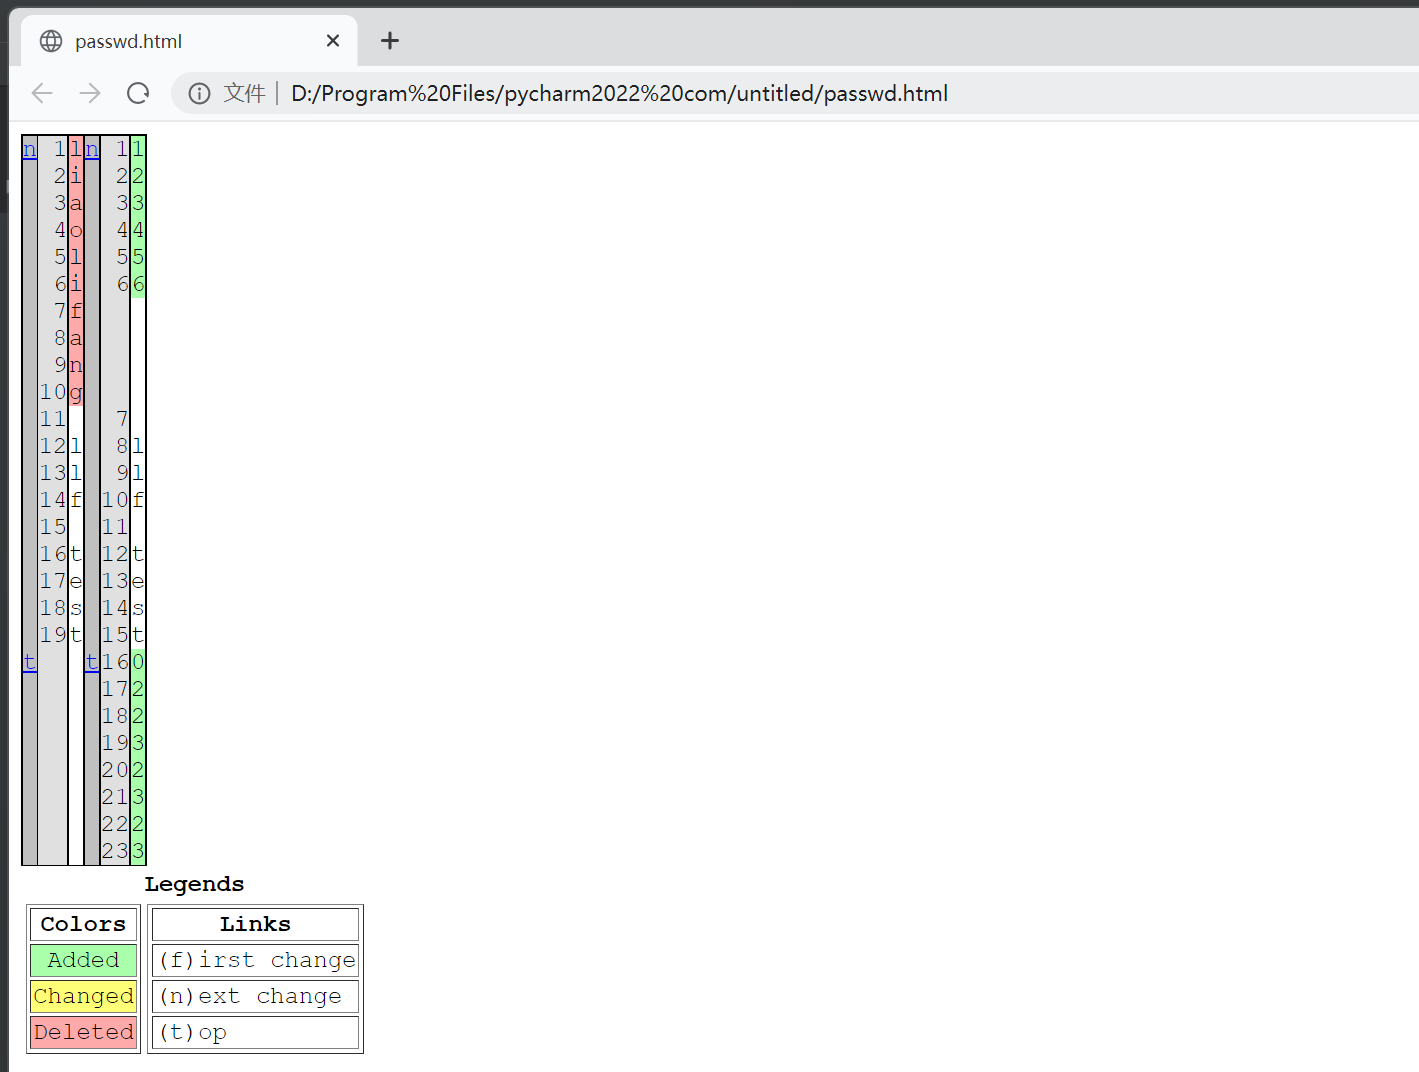 passwd.html
文件 D:/Program%20Files/pycharm2022%20com/untitled/passwd.html
n 1 l n 1 1
2 i 2 2
3 a 3 3
4 o 4 4
5 l 5 5
6 i 6 6
7 f
8 a
9 n
10 g
11 7
12 l 8 l
13 l 9 l
14 f 10 f
15 11
16 t 12 t
17 e 13 e
18 s 14 s
19 t 15 t
t t 16 0
17 2
18 2
19 3
20 2
21 3
22 2
23 3
Legends
Colors Links
Added (f)irst change
Changed (n)ext change
Deleted (t)op